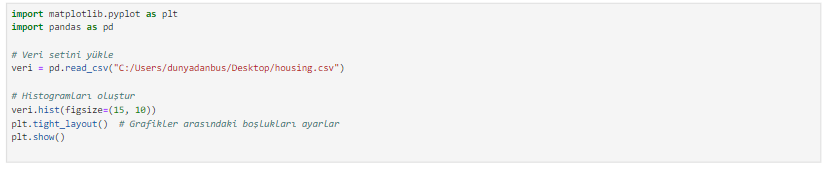 import matplotlib.pyplot as plt
import pandas as pd
# Veri setini yükle
veri = pd.read_csv("C:/Users/dunyadanbus/Desktop/housing.csv")
# Histogramları oluştur
veri.hist(figsize=(15, 10))
plt.tight_layout()  # Grafikler arasındaki boşlukları ayarlar
plt.show()